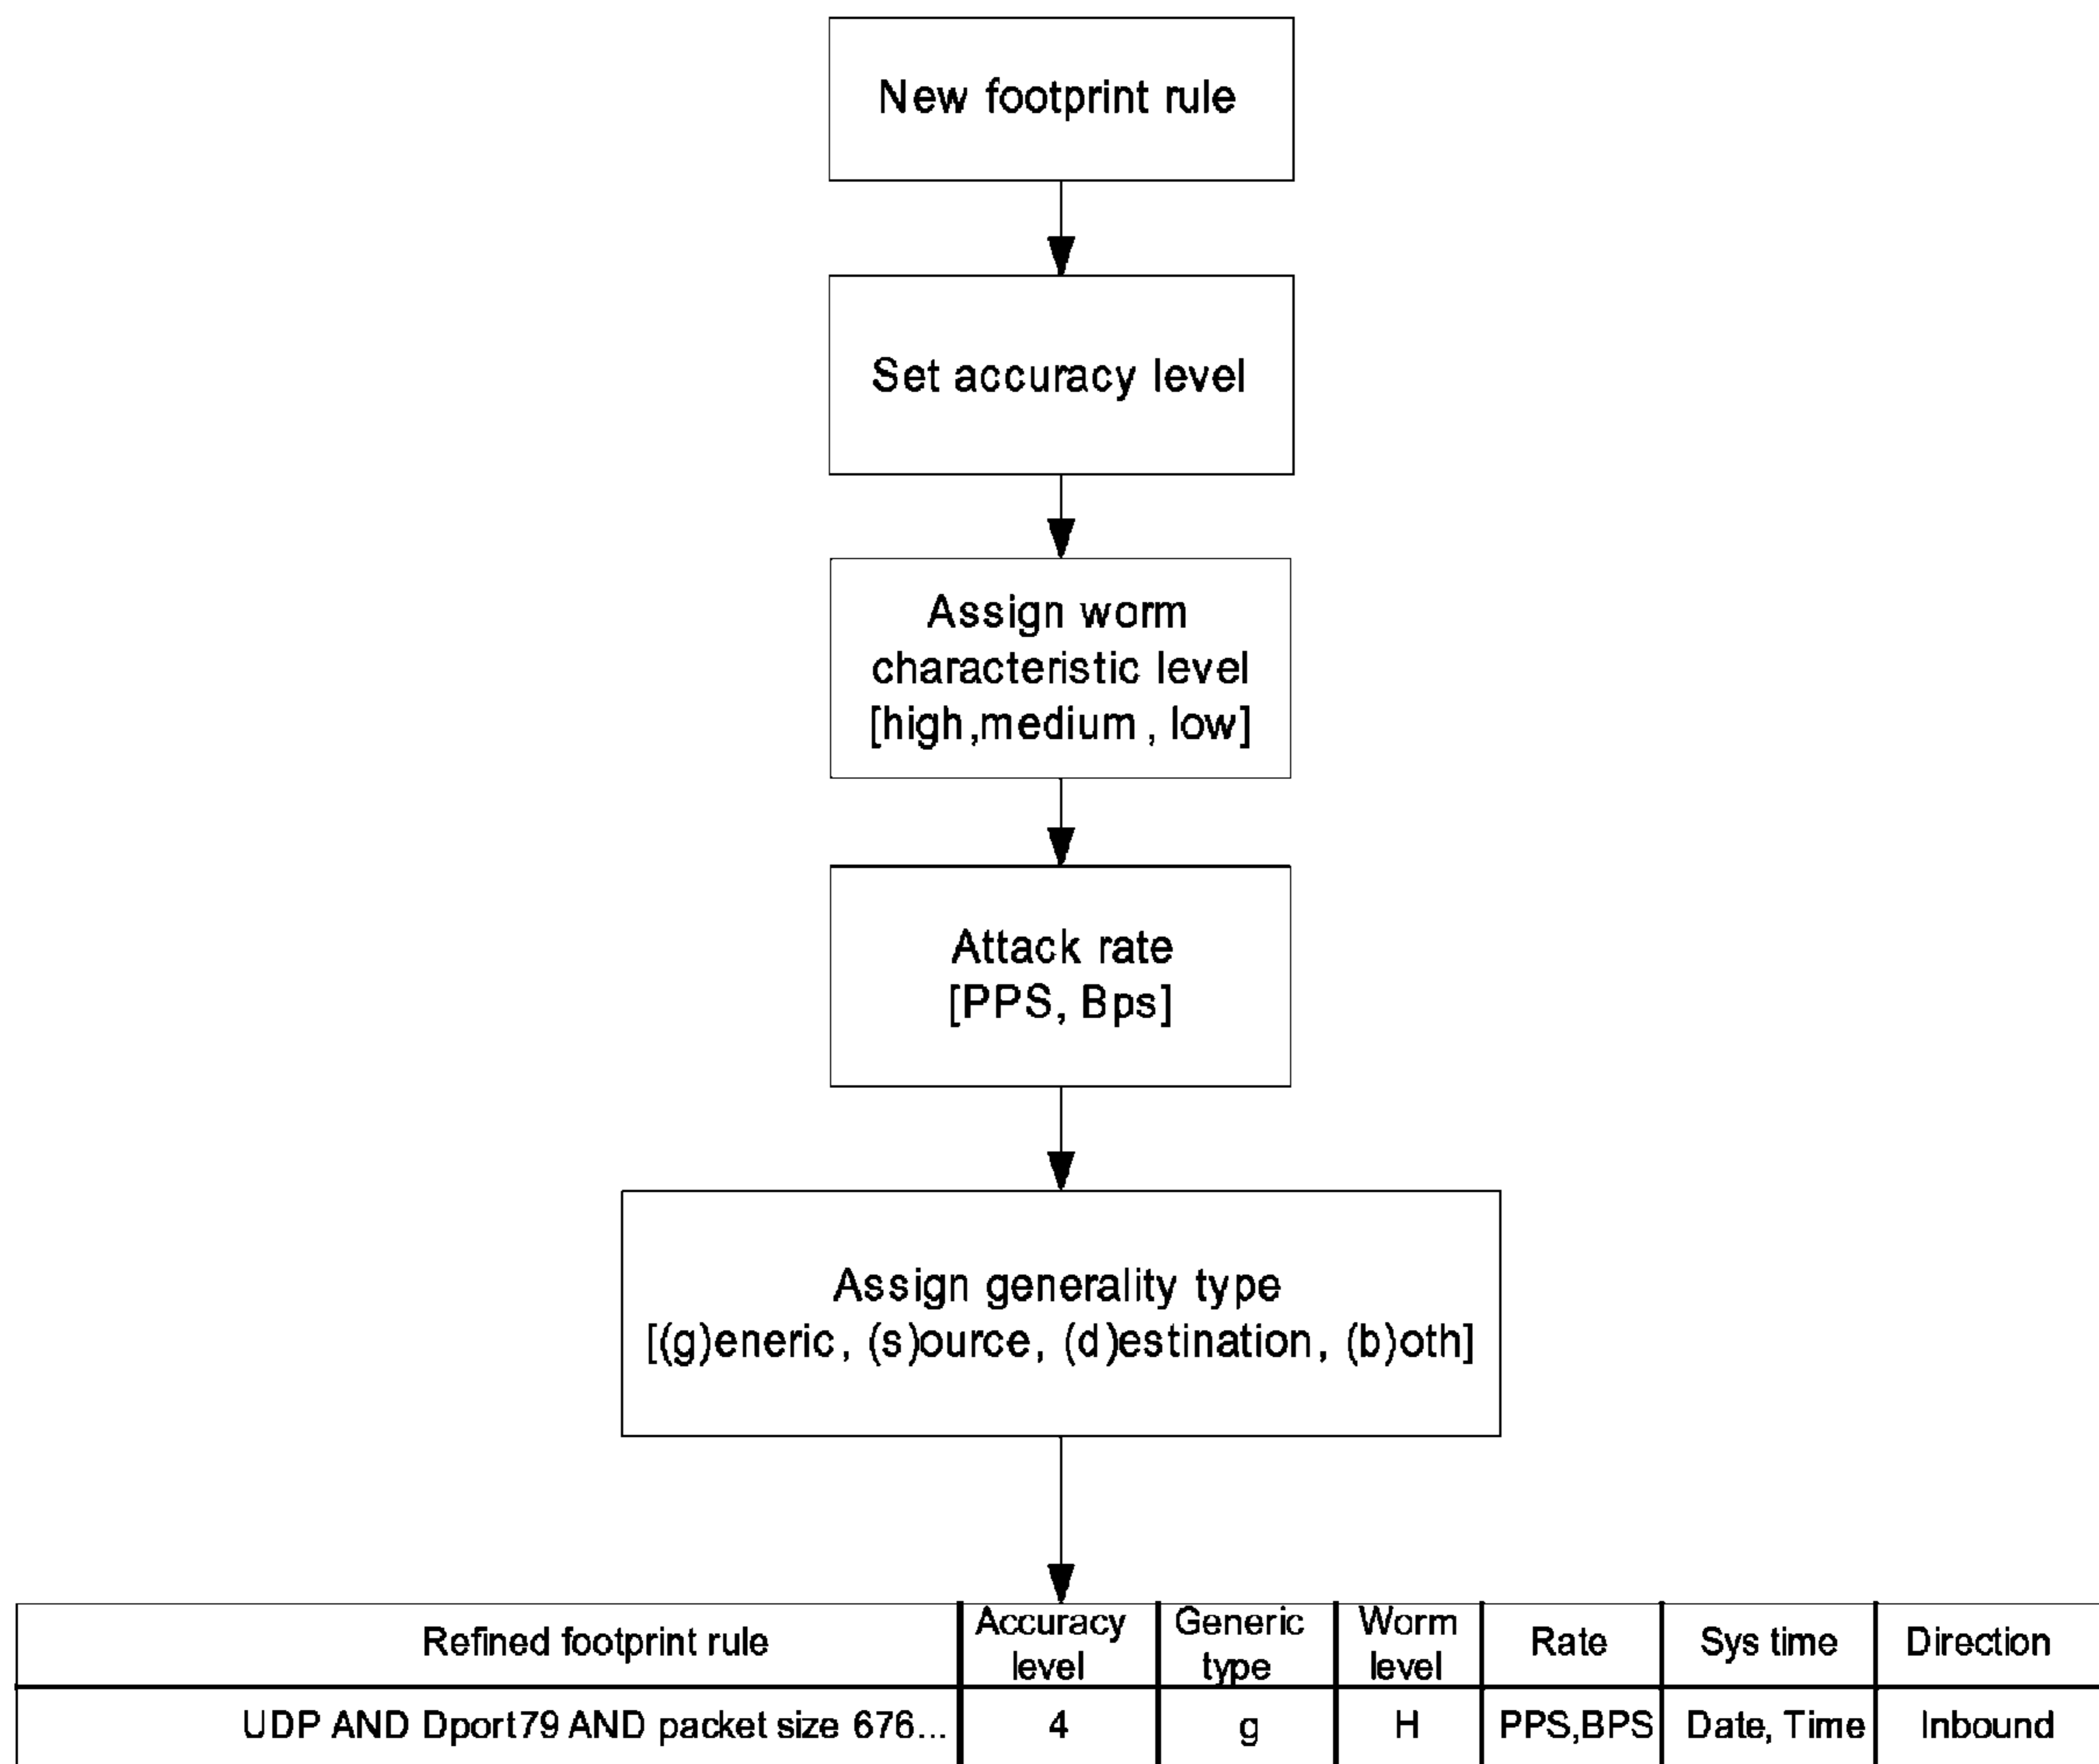 New footprint rule
Set accuracy level
Assign worm
characteristic level
[high,medium, low]
Attack rate
[PPS, Bps]
Assign generality type
[(g)eneric, (s)ource, (d)estination, (b)oth]
Refined footprint rule
Accuracy
level
Generic
type
Worm
level
Rate
Sys time
Direction
UDP AND Dport79 AND packet size 676...
4
g
H
PPS,BPS
Date, Time
Inbound